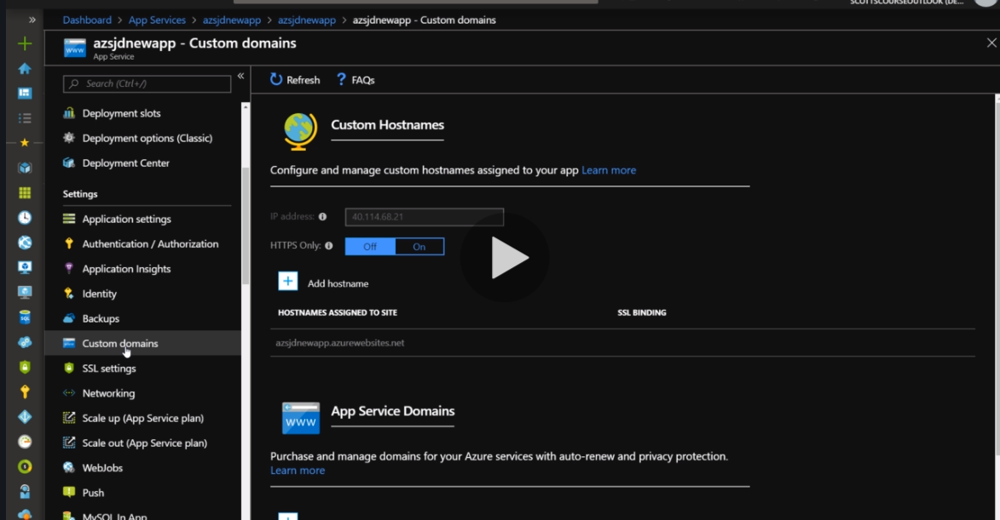 SCOTTSCOURSEOUTLOOK (DE...
Dashboard > App Services > azsjdnewapp > azsjdnewapp > azsjdnewapp - Custom domains
azsjdnewapp - Custom domains
App Service
Search (Ctrl+/)
Deployment slots
Deployment options (Classic)
Deployment Center
Settings
Application settings
Authentication / Authorization
Application Insights
Identity
Backups
Custom domains
SSL settings
Networking
Scale up (App Service plan)
Scale out (App Service plan)
WebJobs
Push
MySQL In App
Refresh
FAQs
Custom Hostnames
Configure and manage custom hostnames assigned to your app Learn more
IP address: 40.114.68.21
HTTPS Only: Off On
Add hostname
HOSTNAMES ASSIGNED TO SITE SSL BINDING
azsjdnewapp.azurewebsites.net
www
App Service Domains
Purchase and manage domains for your Azure services with auto-renew and privacy protection.
Learn more